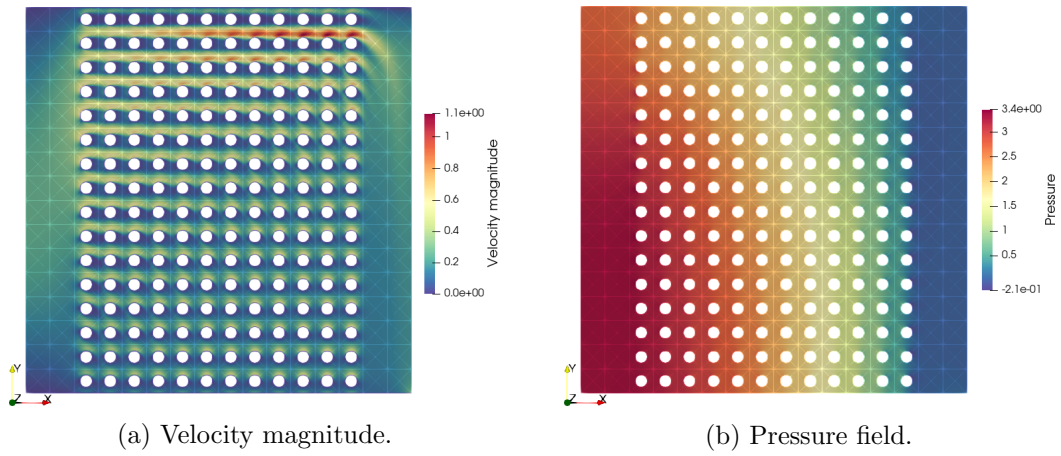 1.1e+00
1
0.8
0.6
0.4
0.2
0.0e+00
Velocity magnitude
Y
Z
X
3.4e+00
3
2.5
2
1.5
1
0.5
-2.1e-01
Pressure
Y
Z
X
(a) Velocity magnitude.
(b) Pressure field.